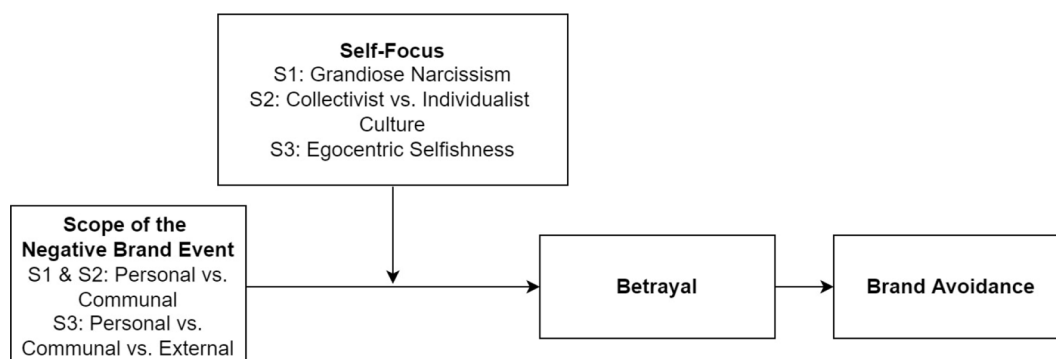 Self-Focus
S1: Grandiose Narcissism
S2: Collectivist vs. Individualist
Culture
S3: Egocentric Selfishness
Scope of the
Negative Brand Event
S1 & S2: Personal vs.
Communal
S3: Personal vs.
Communal vs. External
Betrayal
Brand Avoidance